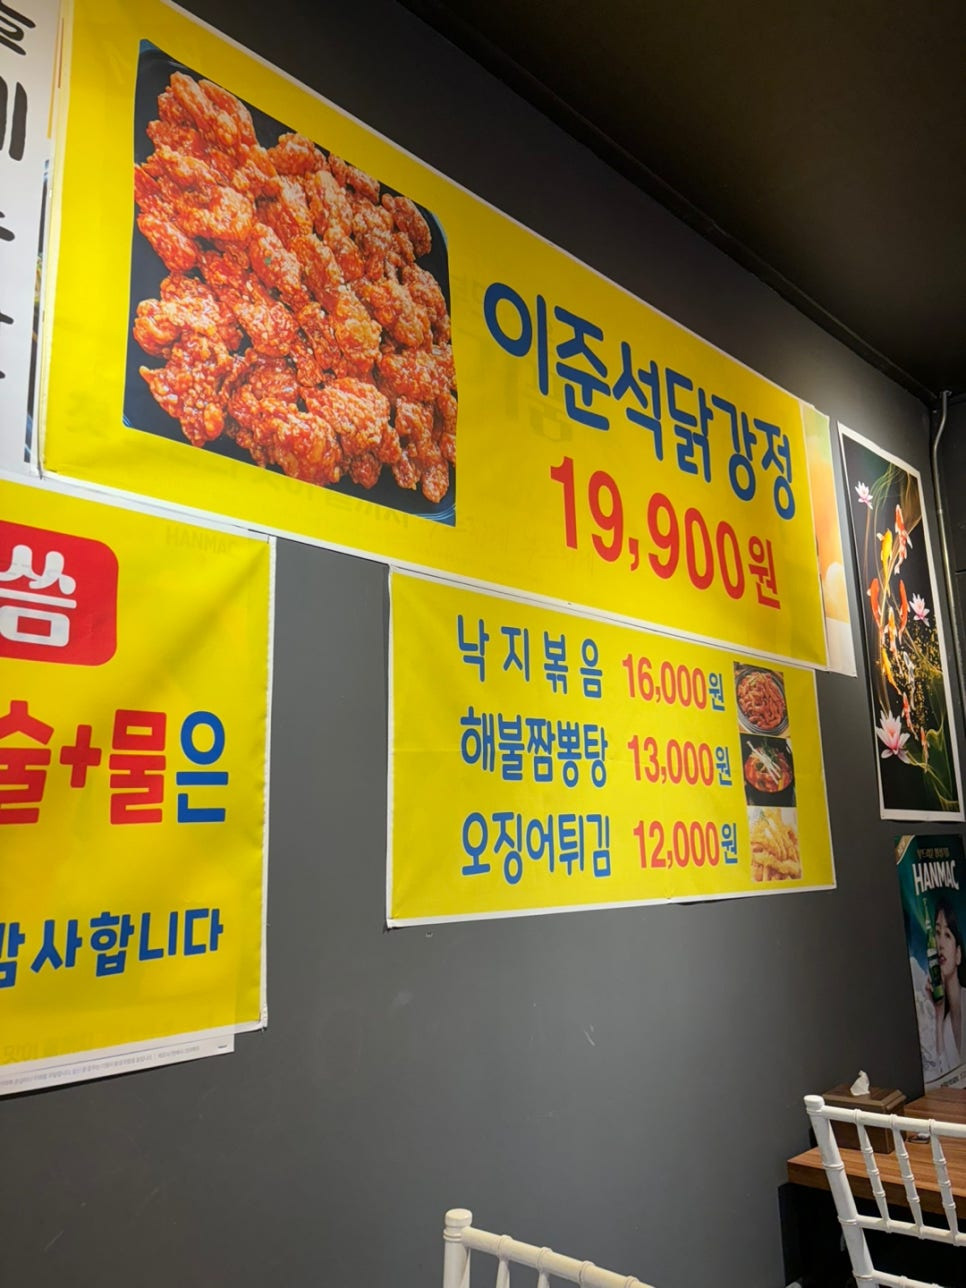 이준석닭강정
19,900원
낙지볶음 16,000원
해불짬뽕탕 13,000원
오징어튀김 12,000원
씀
술+물은
감사합니다
HANMAC